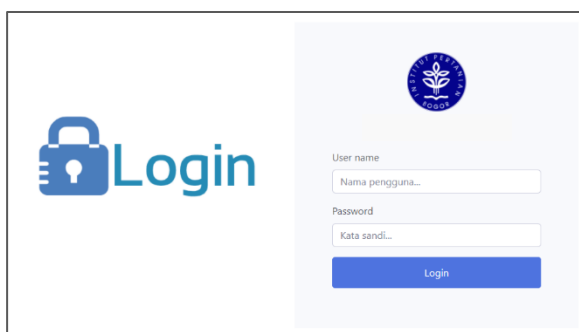 Login
INSTITUT PERTANIAN
BOGOR
User name
Nama pengguna...
Password
Kata sandi...
Login